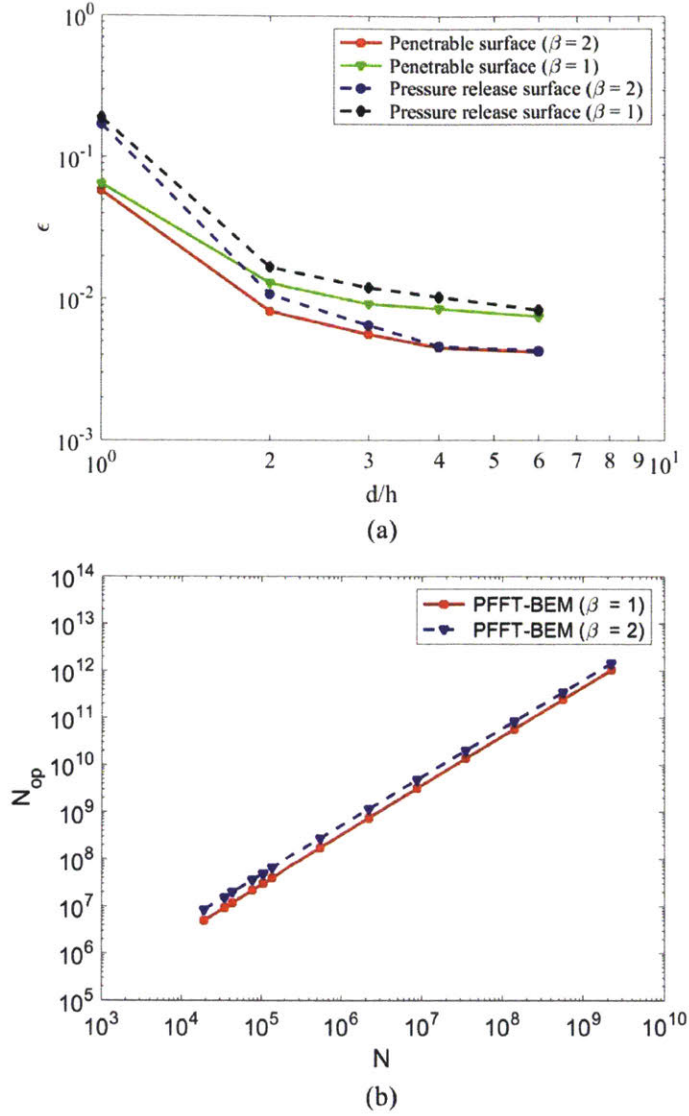 10^0
10^-1
10^-2
10^-3
ϵ
Penetrable surface (β = 2)
Penetrable surface (β = 1)
Pressure release surface (β = 2)
Pressure release surface (β = 1)
10^0 2 3 4 5 6 7 8 9 10^1
d/h
(a)
10^14
10^13
10^12
10^11
10^10
10^9
10^8
10^7
10^6
10^5
N_op
PFFT-BEM (β = 1)
PFFT-BEM (β = 2)
10^3 10^4 10^5 10^6 10^7 10^8 10^9 10^10
N
(b)